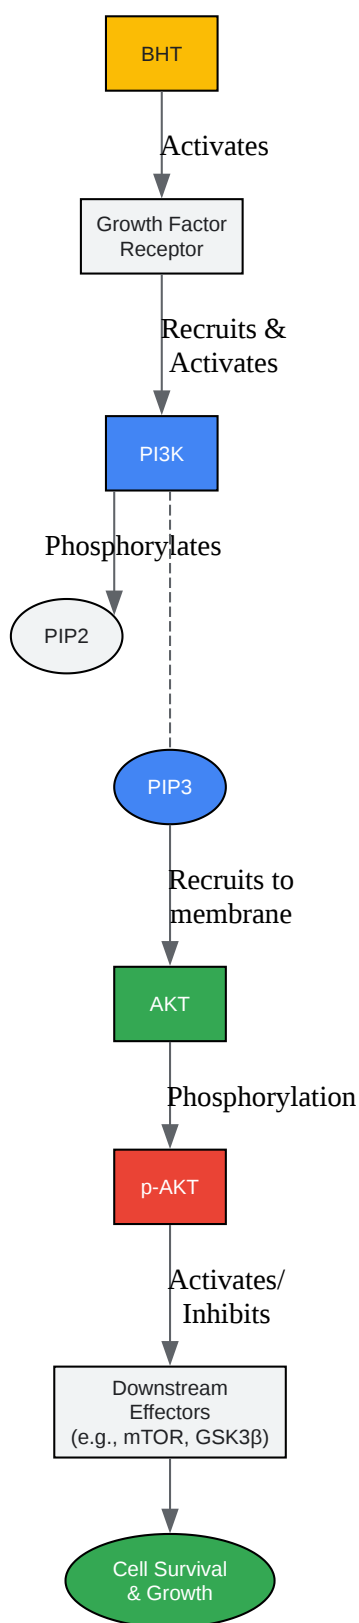 BHT
Activates
Growth Factor
Receptor
Recruits &
Activates
PI3K
Phosphorylates
PIP2
PIP3
Recruits to
membrane
AKT
Phosphorylation
p-AKT
Activates/
Inhibits
Downstream
Effectors
(e.g., mTOR, GSK3β)
Cell Survival
& Growth